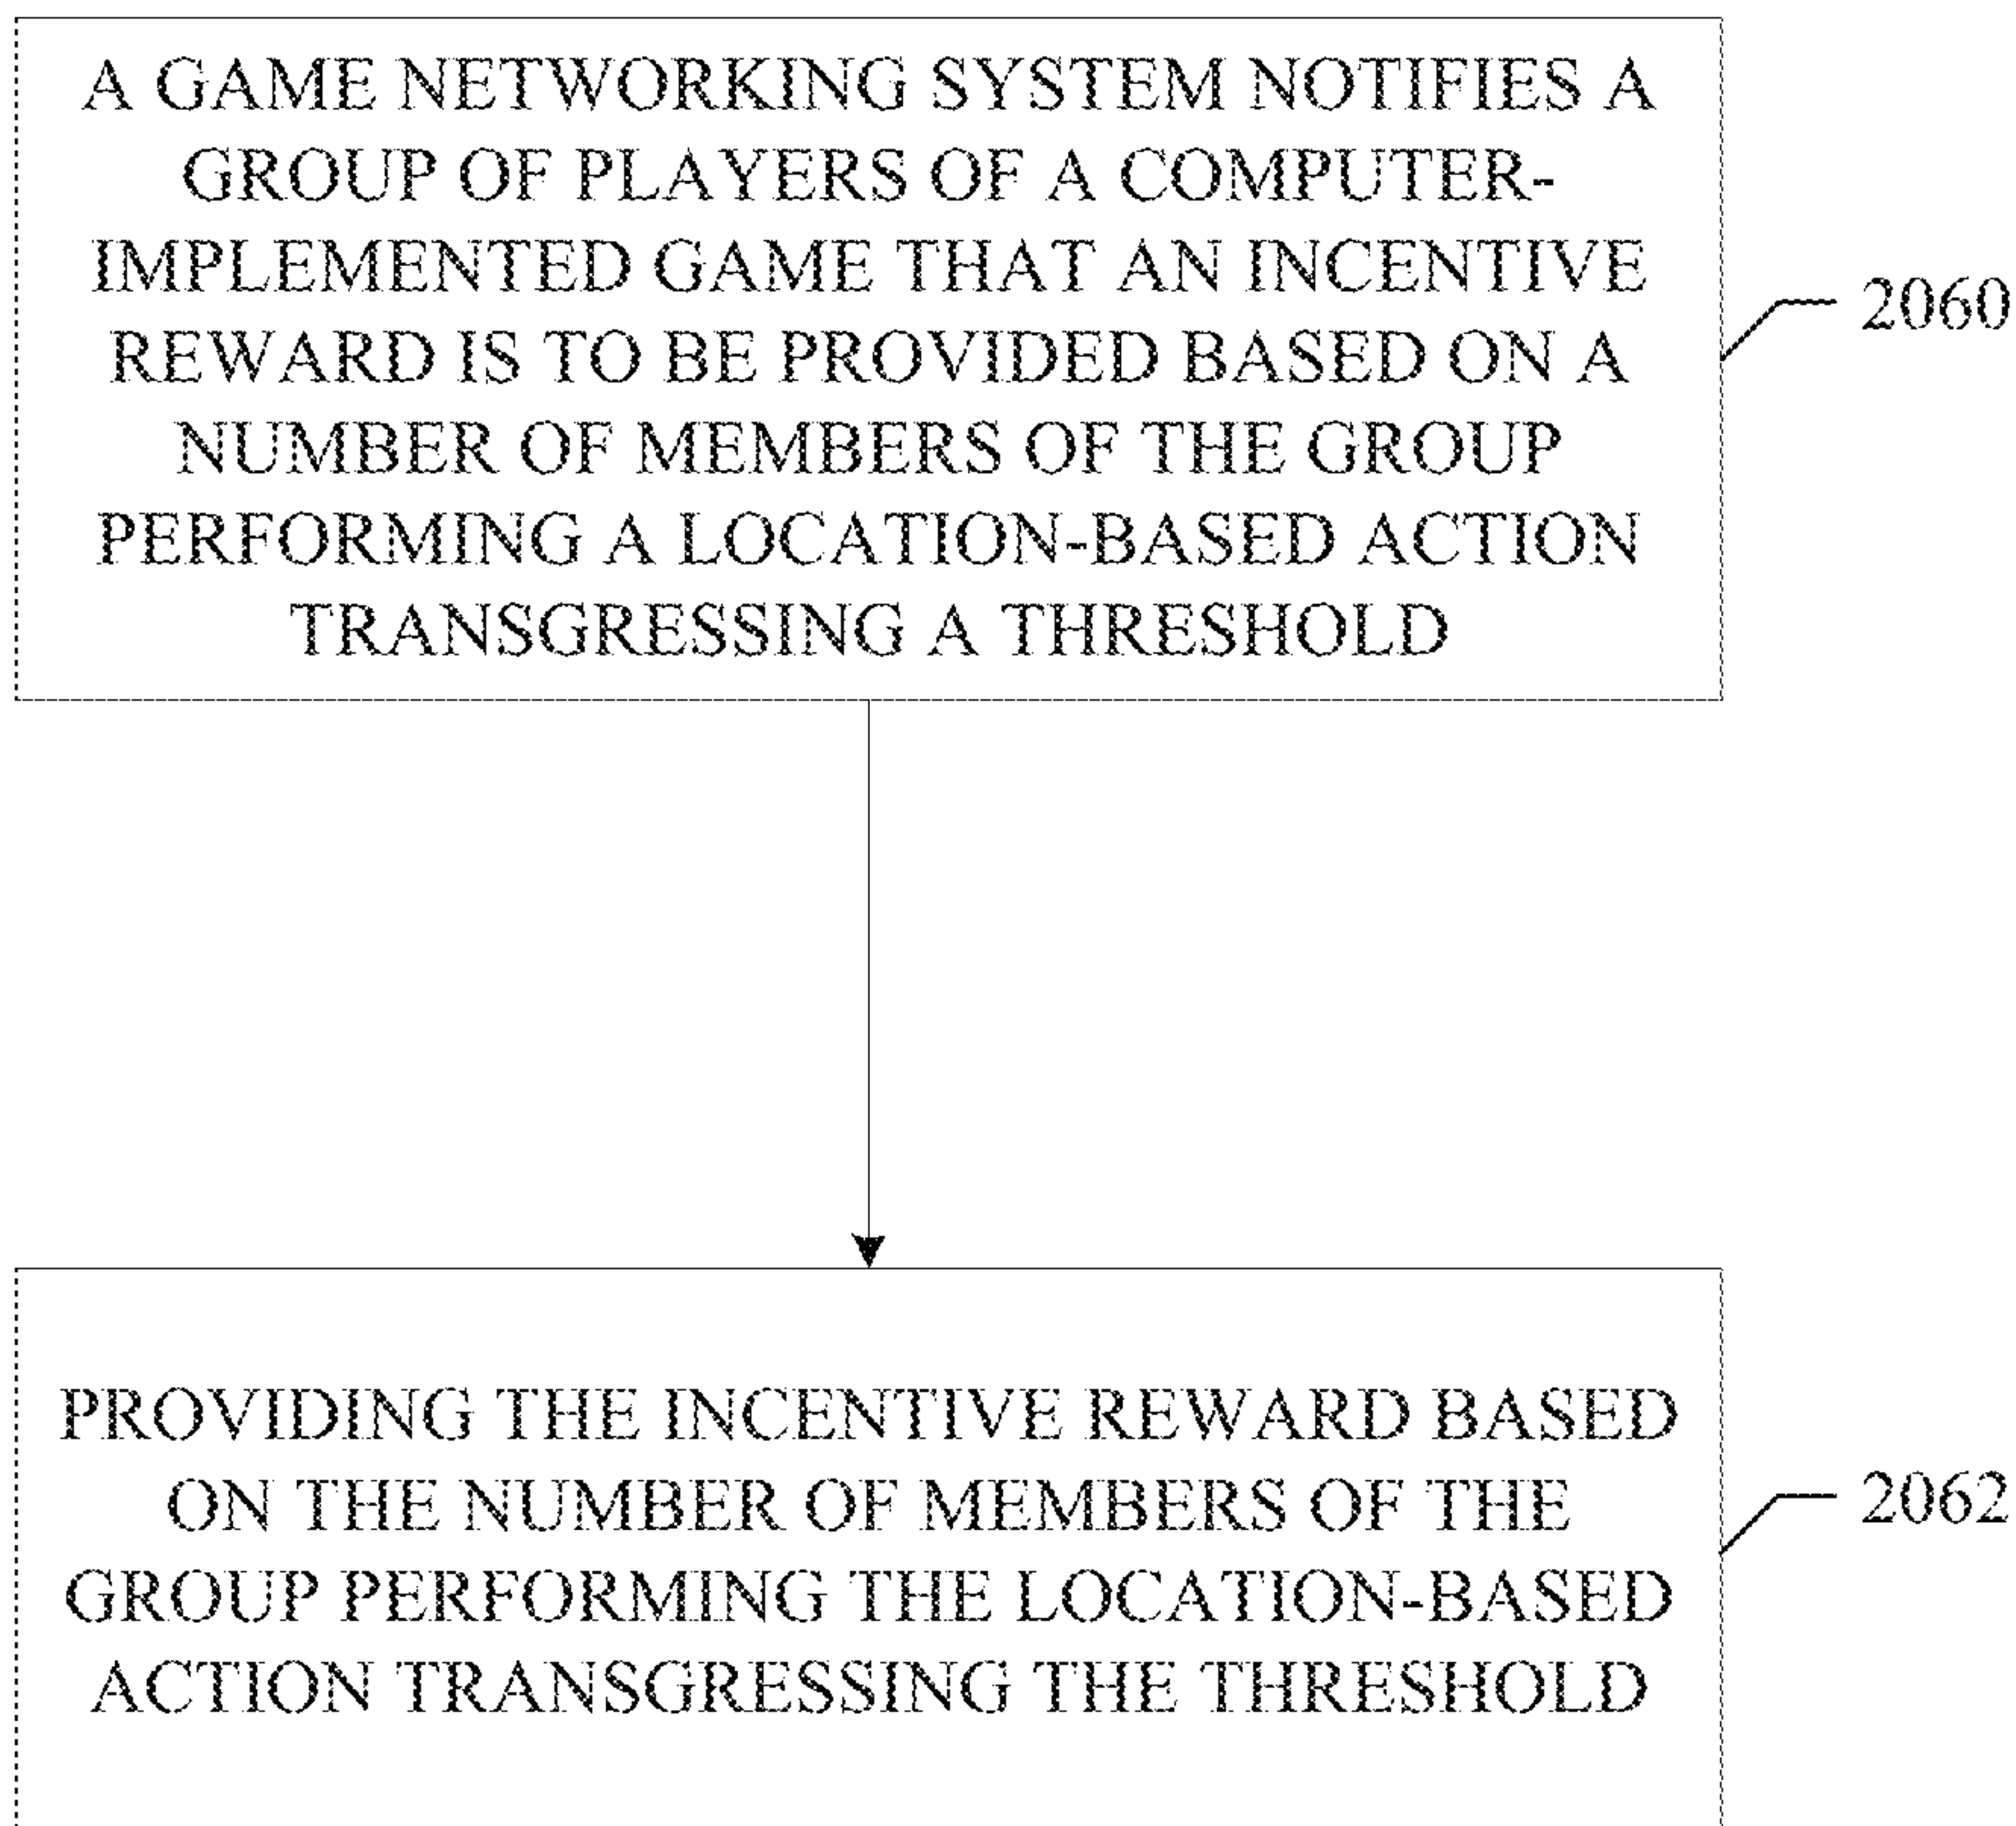 A GAME NETWORKING SYSTEM NOTIFIES A
GROUP OF PLAYERS OF A COMPUTER-
IMPLEMENTED GAME THAT AN INCENTIVE
REWARD IS TO BE PROVIDED BASED ON A
NUMBER OF MEMBERS OF THE GROUP
PERFORMING A LOCATION-BASED ACTION
TRANSGRESSING A THRESHOLD
2060
PROVIDING THE INCENTIVE REWARD BASED
ON THE NUMBER OF MEMBERS OF THE
GROUP PERFORMING THE LOCATION-BASED
ACTION TRANSGRESSING THE THRESHOLD
2062